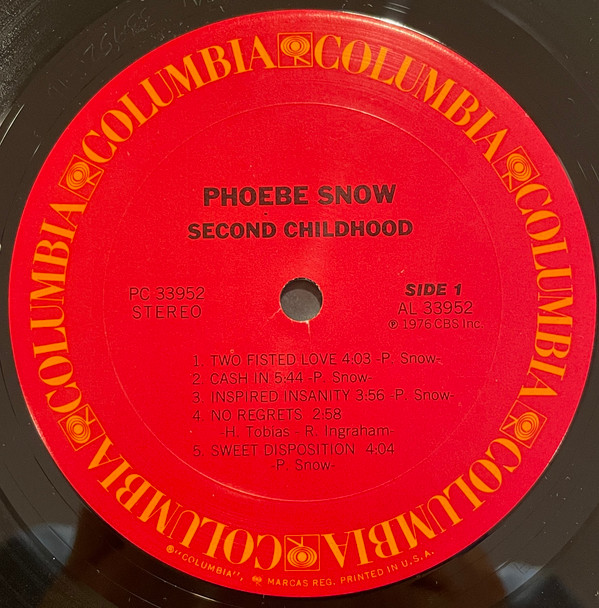 COLUMBIA COLUMBIA COLUMBIA COLUMBIA COLUMBIA COLUMBIA COLUMBIA COLUMBIA
PHOEBE SNOW
SECOND CHILDHOOD
PC 33952
STEREO
SIDE 1
AL 33952
℗ 1976 CBS Inc.
1 TWO FISTED LOVE 4:03 -P. Snow-
2 CASH IN 5:44 -P. Snow-
3 INSPIRED INSANITY 3:56 -P. Snow-
4 NO REGRETS 2:58
-H. Tobias - R. Ingraham-
5 SWEET DISPOSITION 4:04
-P. Snow-
®"COLUMBIA", MARCAS REG. PRINTED IN U.S.A.